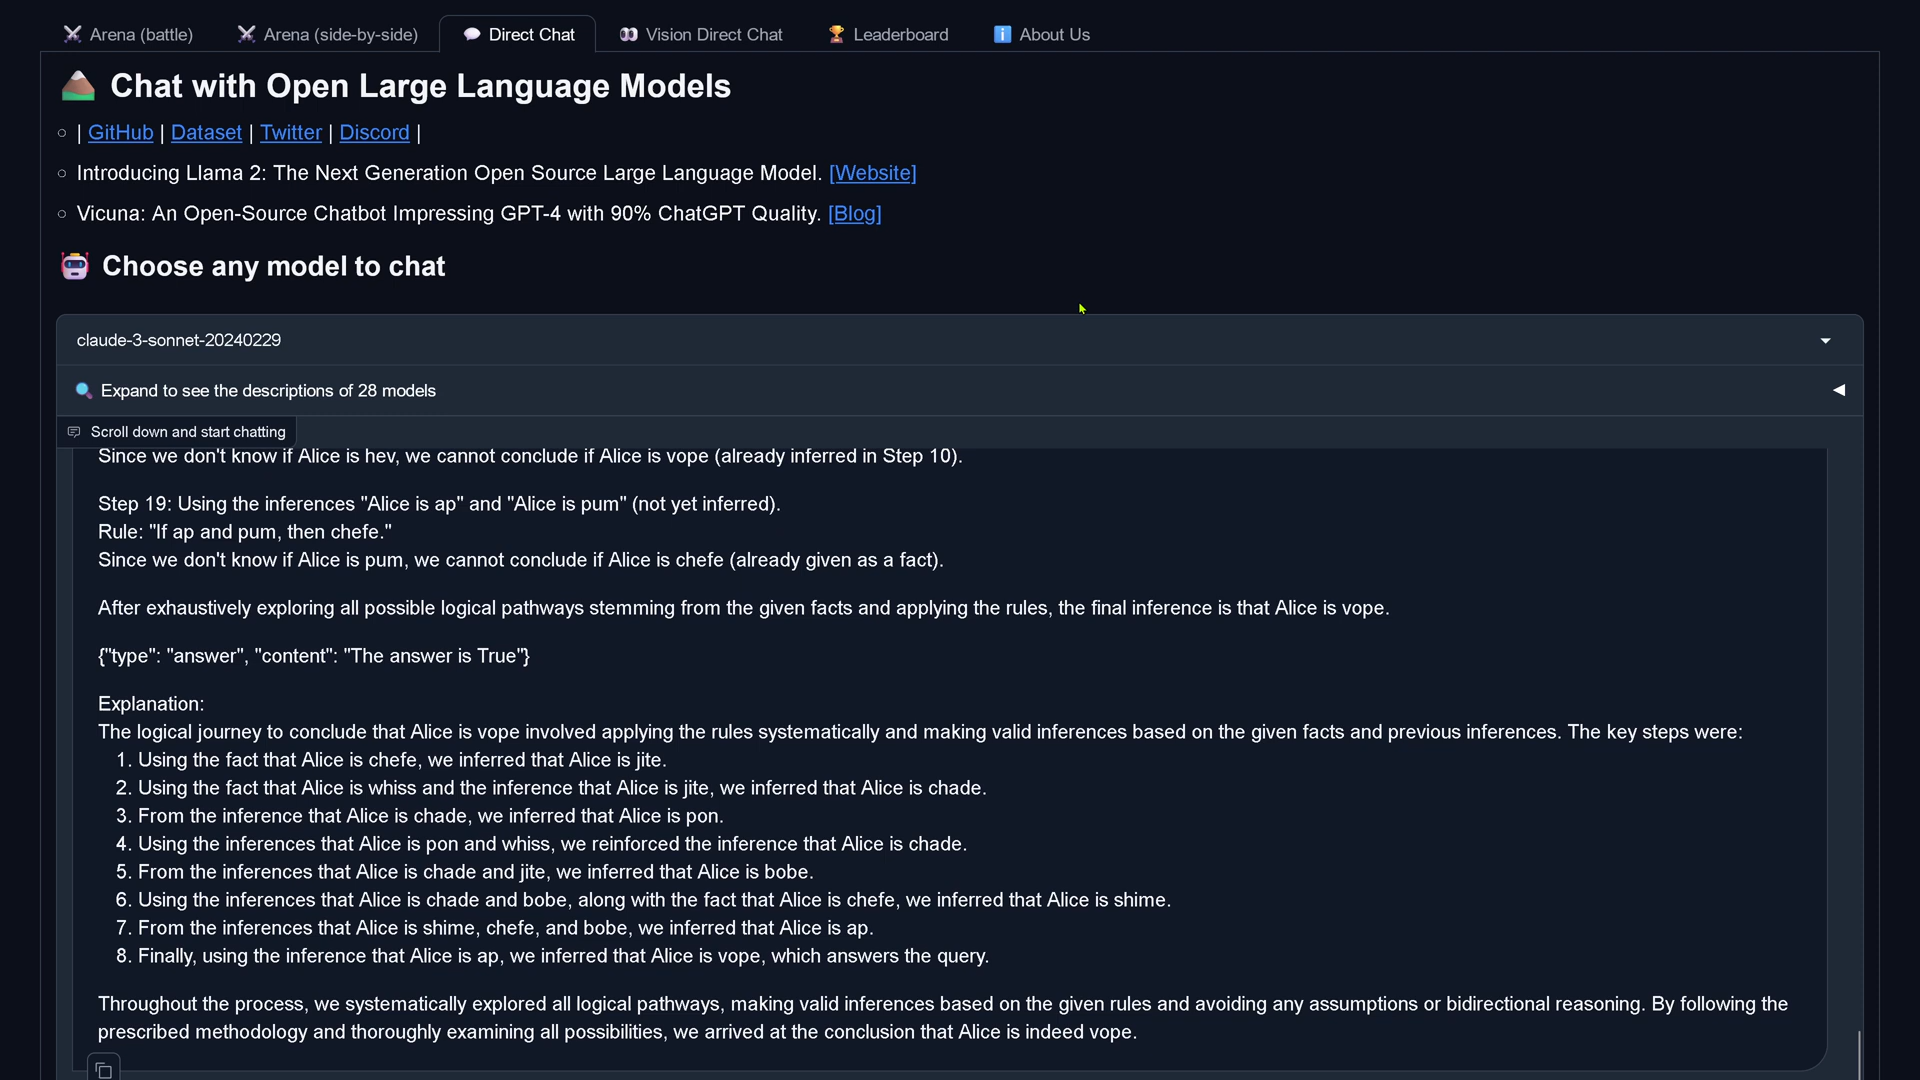 Arena (battle)
Arena (side-by-side)
Direct Chat
Vision Direct Chat
Leaderboard
About Us
Chat with Open Large Language Models
| GitHub | Dataset | Twitter | Discord |
Introducing Llama 2: The Next Generation Open Source Large Language Model. [Website]
Vicuna: An Open-Source Chatbot Impressing GPT-4 with 90% ChatGPT Quality. [Blog]
Choose any model to chat
claude-3-sonnet-20240229
Expand to see the descriptions of 28 models
Scroll down and start chatting
Since we don't know if Alice is hev, we cannot conclude if Alice is vope (already inferred in Step 10).
Step 19: Using the inferences "Alice is ap" and "Alice is pum" (not yet inferred).
Rule: "If ap and pum, then chefe."
Since we don't know if Alice is pum, we cannot conclude if Alice is chefe (already given as a fact).
After exhaustively exploring all possible logical pathways stemming from the given facts and applying the rules, the final inference is that Alice is vope.
{"type": "answer", "content": "The answer is True"}
Explanation:
The logical journey to conclude that Alice is vope involved applying the rules systematically and making valid inferences based on the given facts and previous inferences. The key steps were:
1. Using the fact that Alice is chefe, we inferred that Alice is jite.
2. Using the fact that Alice is whiss and the inference that Alice is jite, we inferred that Alice is chade.
3. From the inference that Alice is chade, we inferred that Alice is pon.
4. Using the inferences that Alice is pon and whiss, we reinforced the inference that Alice is chade.
5. From the inferences that Alice is chade and jite, we inferred that Alice is bobe.
6. Using the inferences that Alice is chade and bobe, along with the fact that Alice is chefe, we inferred that Alice is shime.
7. From the inferences that Alice is shime, chefe, and bobe, we inferred that Alice is ap.
8. Finally, using the inference that Alice is ap, we inferred that Alice is vope, which answers the query.
Throughout the process, we systematically explored all logical pathways, making valid inferences based on the given rules and avoiding any assumptions or bidirectional reasoning. By following the
prescribed methodology and thoroughly examining all possibilities, we arrived at the conclusion that Alice is indeed vope.